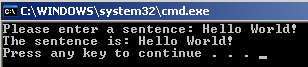 C:\WINDOWS\system32\cmd.exe
Please enter a sentence: Hello World!
The sentence is: Hello World!
Press any key to continue . . . _